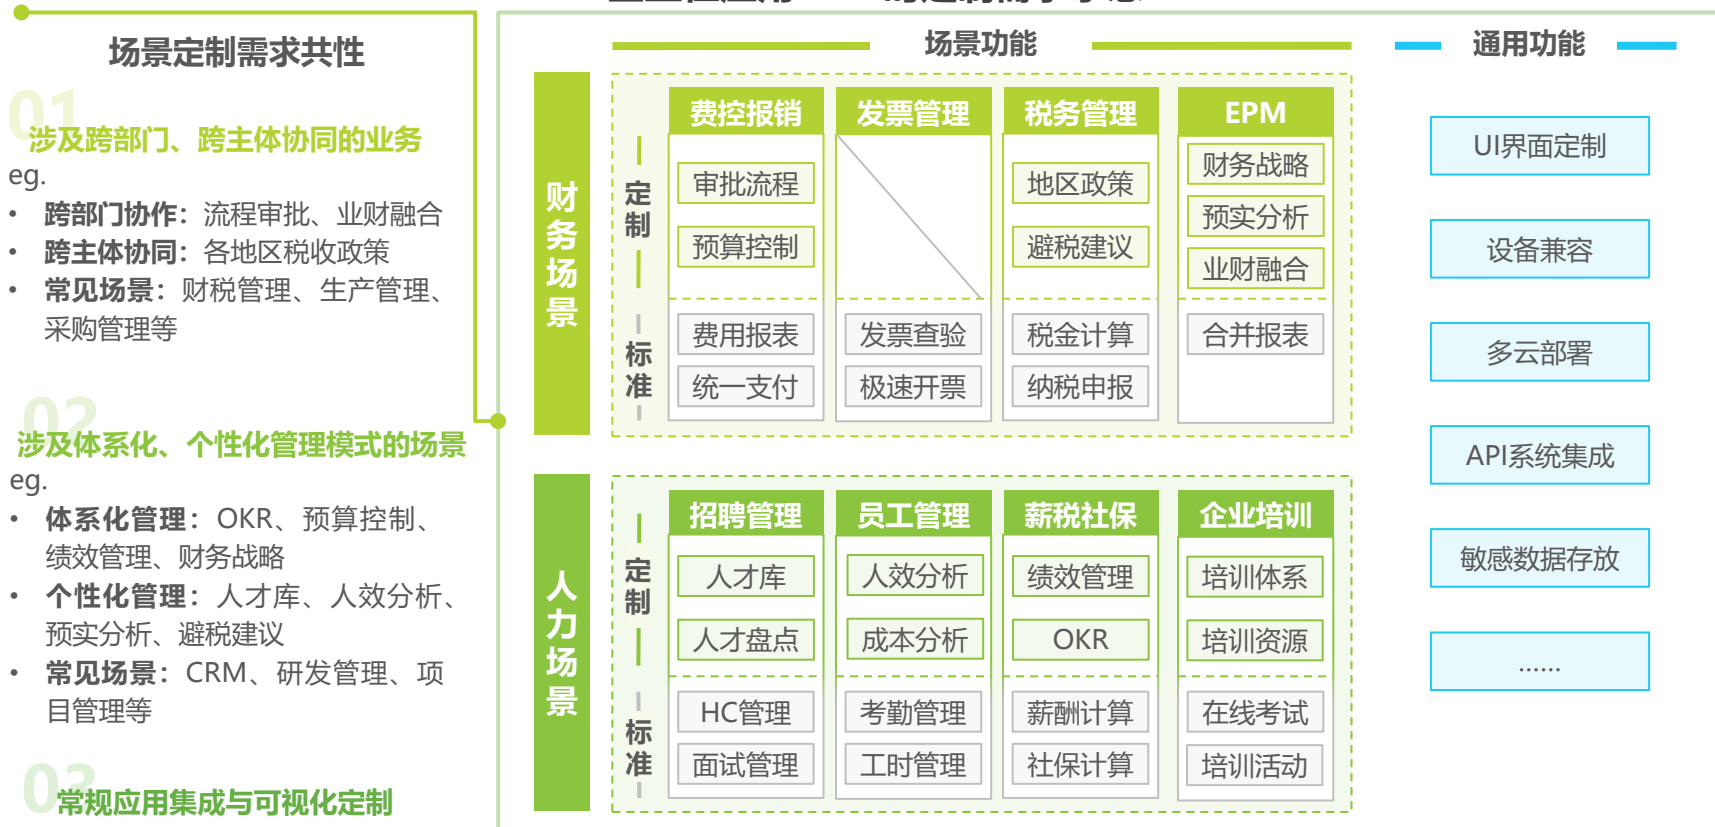 场景定制需求共性
01
涉及跨部门、跨主体协同的业务
eg.
• 跨部门协作：流程审批、业财融合
• 跨主体协同：各地区税收政策
• 常见场景：财税管理、生产管理、
采购管理等
02
涉及体系化、个性化管理模式的场景
eg.
• 体系化管理：OKR、预算控制、
绩效管理、财务战略
• 个性化管理：人才库、人效分析、
预实分析、避税建议
• 常见场景：CRM、研发管理、项
目管理等
03
常规应用集成与可视化定制
场景功能
财务场景
定制
标准
费控报销
审批流程
预算控制
费用报表
统一支付
发票管理
发票查验
极速开票
税务管理
地区政策
避税建议
税金计算
纳税申报
EPM
财务战略
预实分析
业财融合
合并报表
人力场景
定制
标准
招聘管理
人才库
人才盘点
HC管理
面试管理
员工管理
人效分析
成本分析
考勤管理
工时管理
薪税社保
绩效管理
OKR
薪酬计算
社保计算
企业培训
培训体系
培训资源
在线考试
培训活动
通用功能
UI界面定制
设备兼容
多云部署
API系统集成
敏感数据存放
……